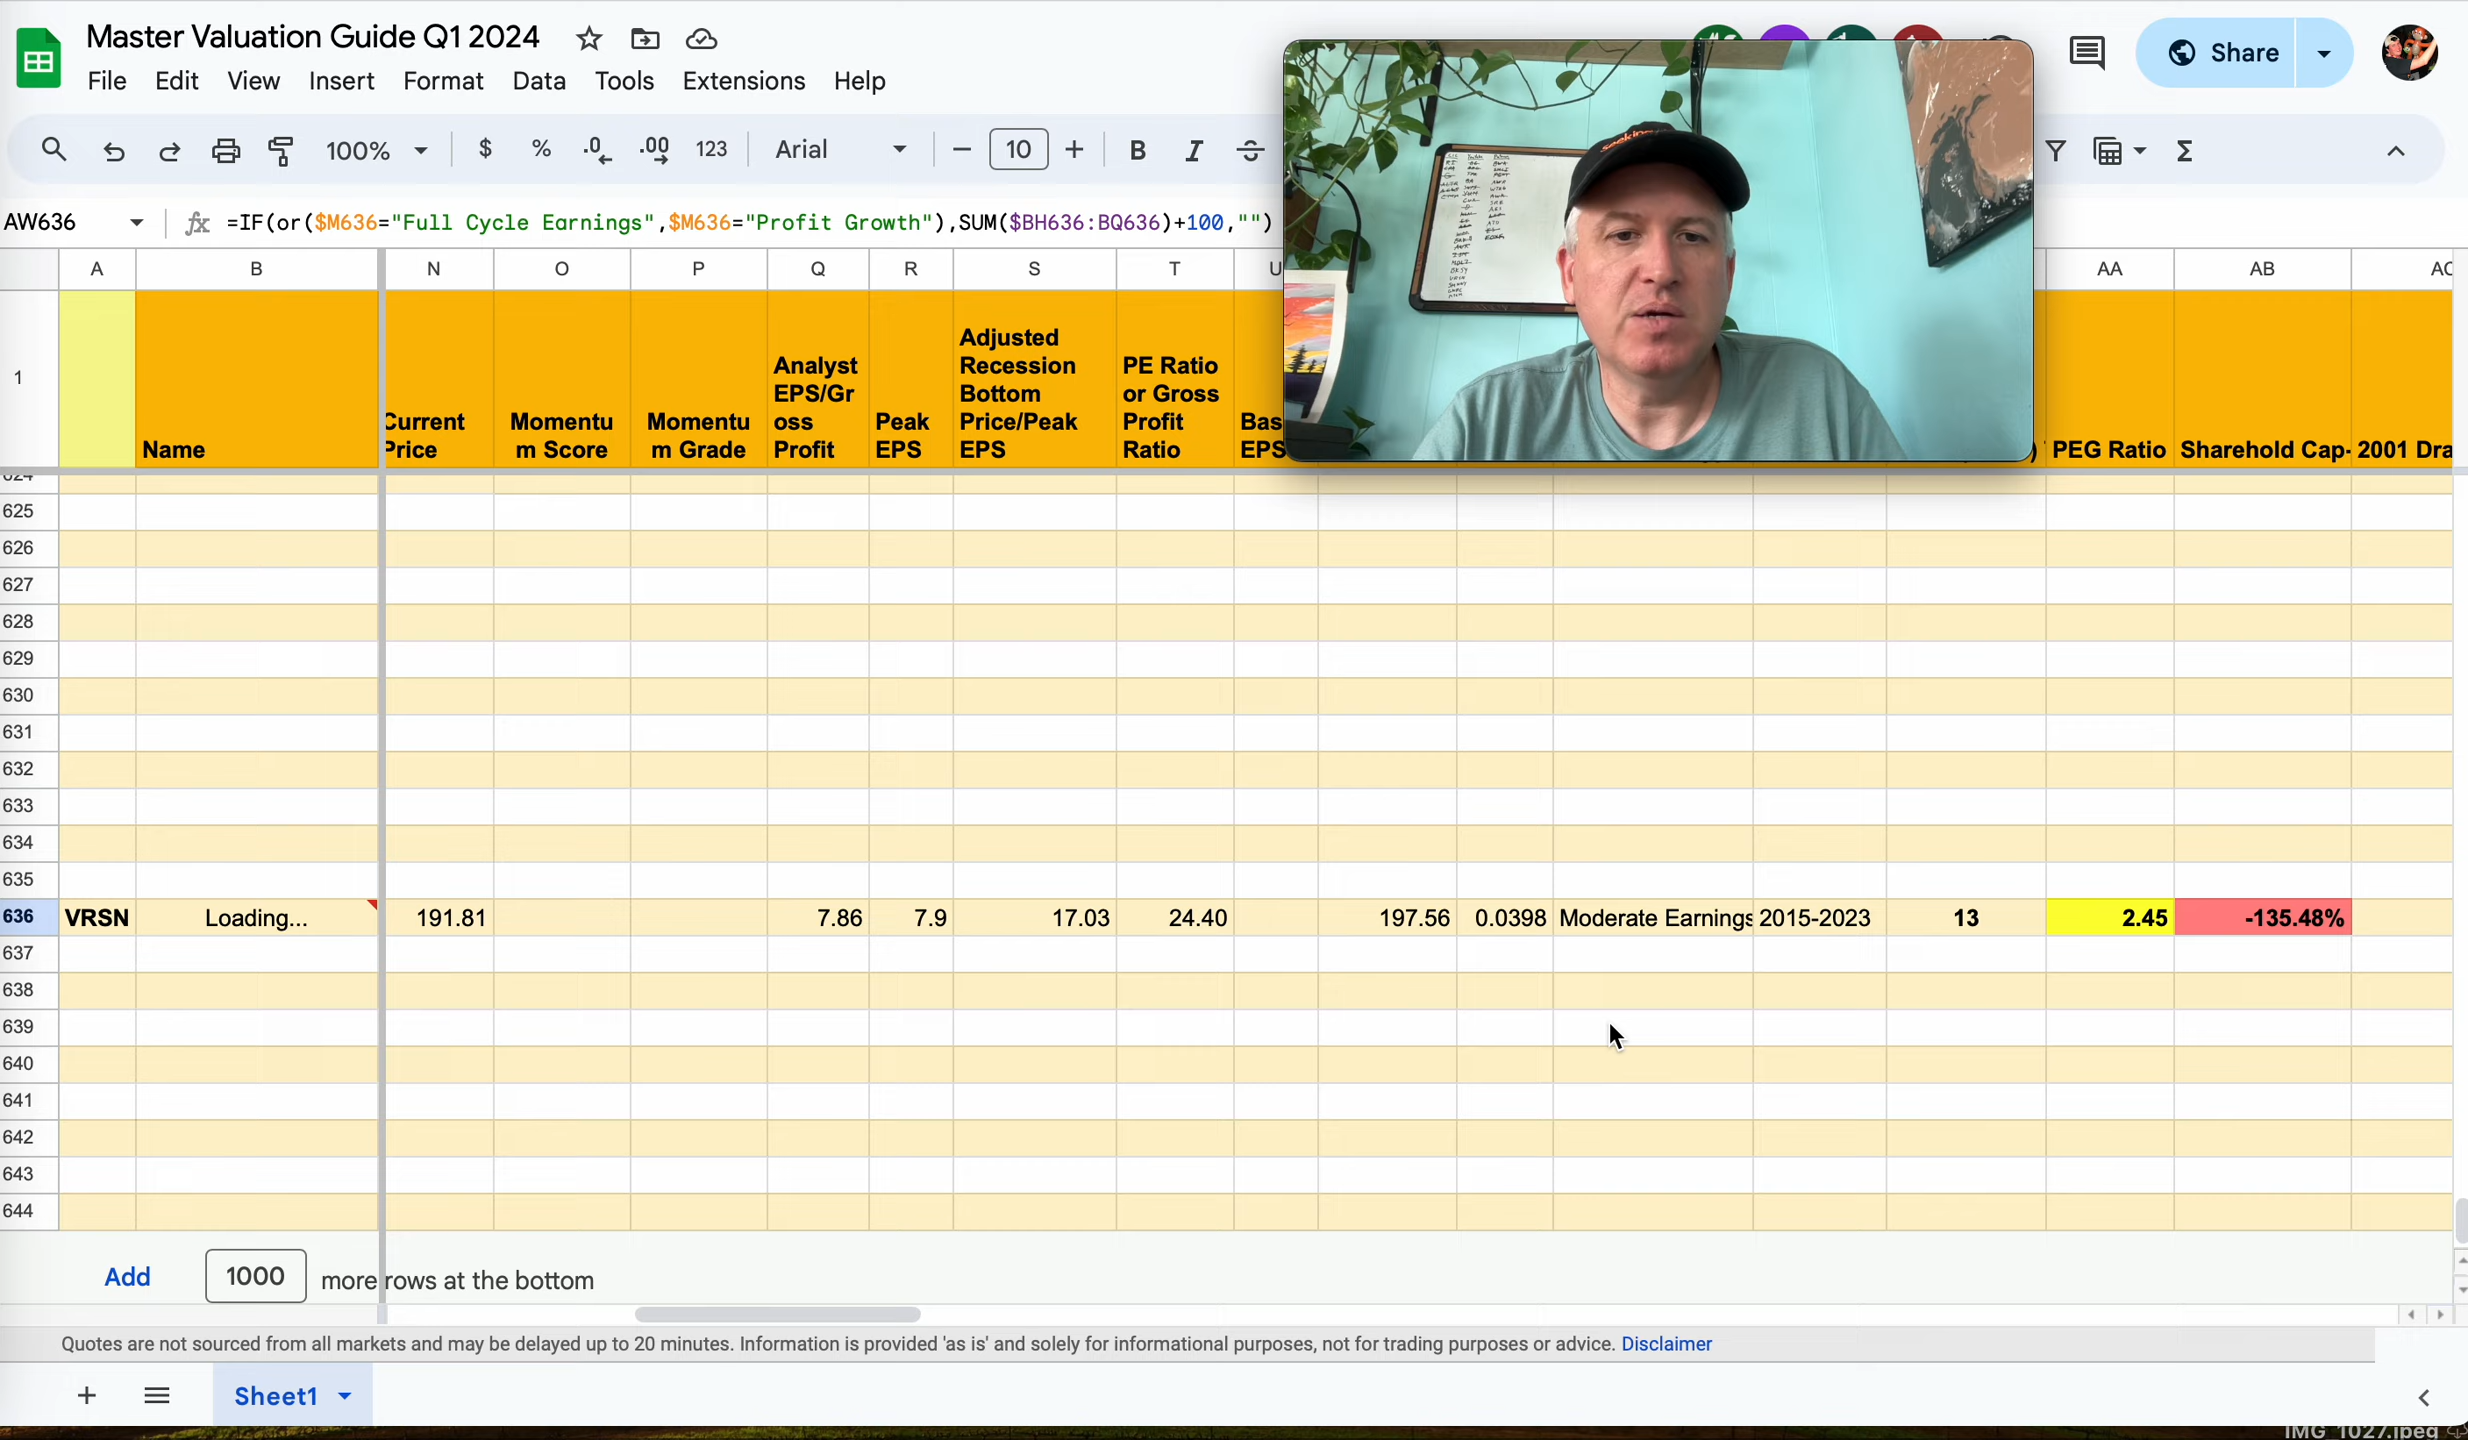 Master Valuation Guide Q1 2024
Share
File Edit View Insert Format Data Tools Extensions Help
100% $ % .0 .00 123 Arial 10 B I S Σ
AW636 fx =IF(or($M636="Full Cycle Earnings",$M636="Profit Growth"),SUM($BH636:BQ636)+100,"")
A B N O P Q R S T U AA AB AC
1 Name Current Price Momentu m Score Momentu m Grade Analyst EPS/Gr oss Profit Peak EPS Adjusted Recession Bottom Price/Peak EPS PE Ratio or Gross Profit Ratio Bas EPS ) PEG Ratio Sharehold Cap- 2001 Dra
624
625
626
627
628
629
630
631
632
633
634
635
636 VRSN Loading... 191.81 7.86 7.9 17.03 24.40 197.56 0.0398 Moderate Earnings 2015-2023 13 2.45 -135.48%
637
638
639
640
641
642
643
644
Add 1000 more rows at the bottom
Quotes are not sourced from all markets and may be delayed up to 20 minutes. Information is provided 'as is' and solely for informational purposes, not for trading purposes or advice. Disclaimer
Sheet1
IMG_1027.jpeg